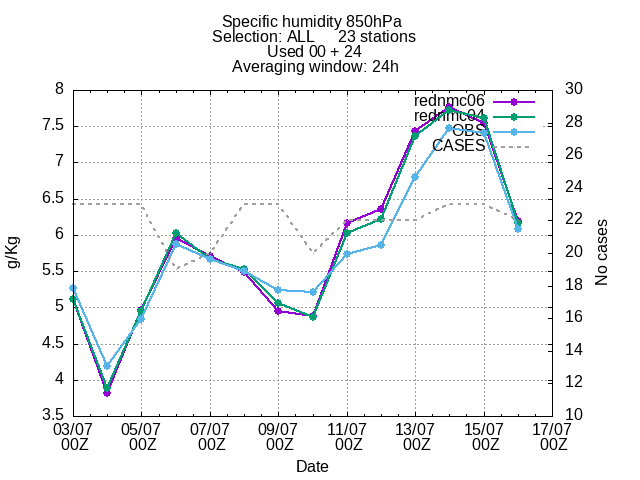 Specific humidity 850hPa
Selection: ALL 23 stations
Used 00 + 24
Averaging window: 24h
8
7.5
7
6.5
6
5.5
5
4.5
4
3.5
g/Kg
30
28
26
24
22
20
18
16
14
12
10
No cases
rednmc06
rednmc04
OBS
CASES
03/07 05/07 07/07 09/07 11/07 13/07 15/07 17/07
00Z 00Z 00Z 00Z 00Z 00Z 00Z 00Z
Date